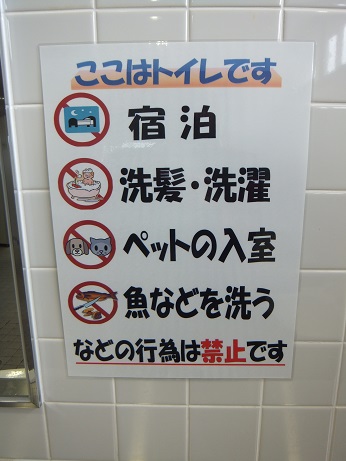 ここはトイレです
宿泊
洗髪・洗濯
ペットの入室
魚などを洗う
などの行為は禁止です